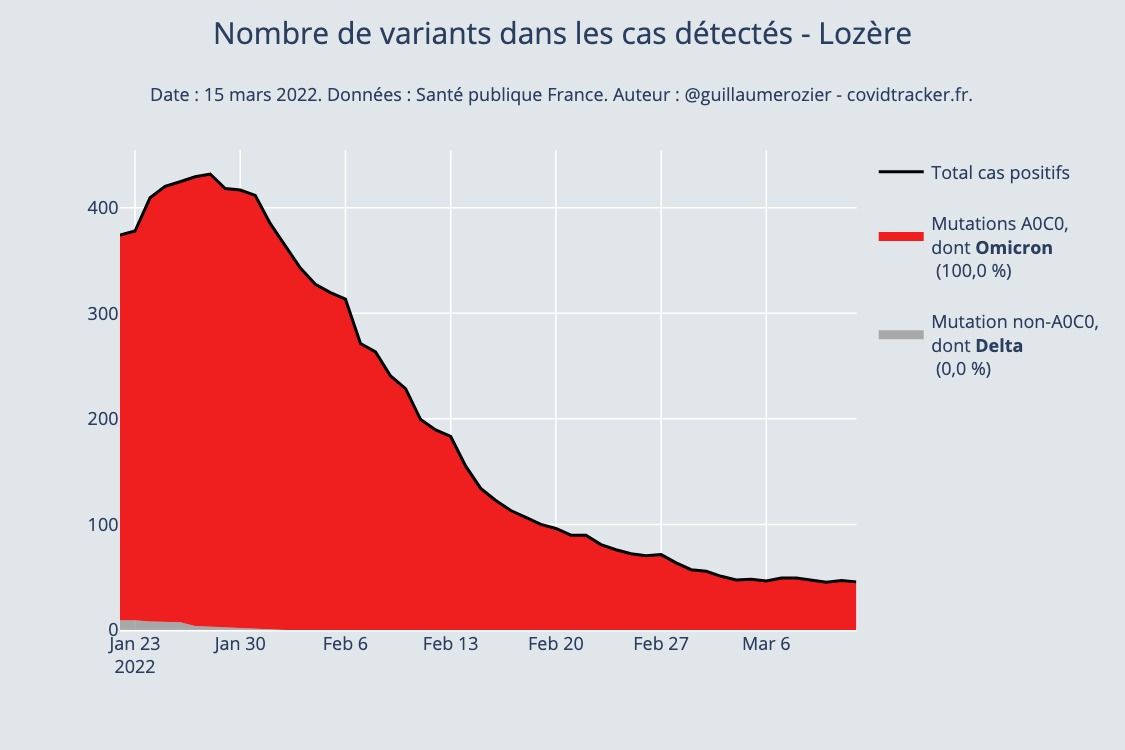 Nombre de variants dans les cas détectés - Lozère
Date : 15 mars 2022. Données : Santé publique France. Auteur : @guillaumerozier - covidtracker.fr.
400
300
200
100
0
Jan 23
2022
Jan 30
Feb 6
Feb 13
Feb 20
Feb 27
Mar 6
Total cas positifs
Mutations A0C0,
dont Omicron
(100,0 %)
Mutation non-A0C0,
dont Delta
(0,0 %)